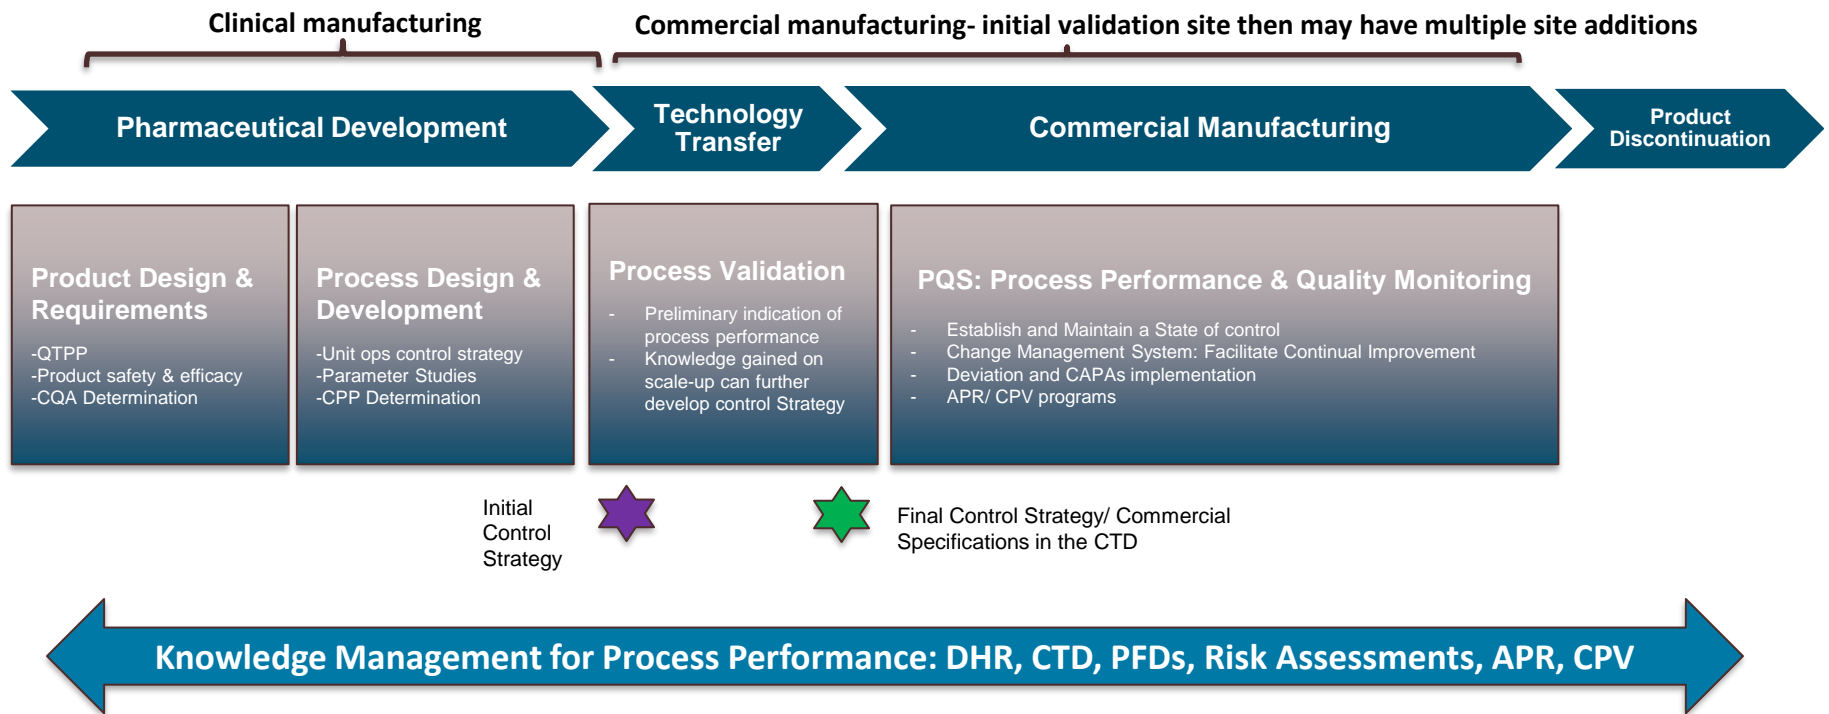 Clinical manufacturing
Commercial manufacturing- initial validation site then may have multiple site additions
Pharmaceutical Development
Technology
Transfer
Commercial Manufacturing
Product
Discontinuation
Product Design &
Requirements
-QTPP
-Product safety & efficacy
-CQA Determination
Process Design &
Development
-Unit ops control strategy
-Parameter Studies
-CPP Determination
Process Validation
- Preliminary indication of
process performance
- Knowledge gained on
scale-up can further
develop control Strategy
PQS: Process Performance & Quality Monitoring
- Establish and Maintain a State of control
- Change Management System: Facilitate Continual Improvement
- Deviation and CAPAs implementation
- APR/ CPV programs
Initial
Control
Strategy
Final Control Strategy/ Commercial
Specifications in the CTD
Knowledge Management for Process Performance: DHR, CTD, PFDs, Risk Assessments, APR, CPV